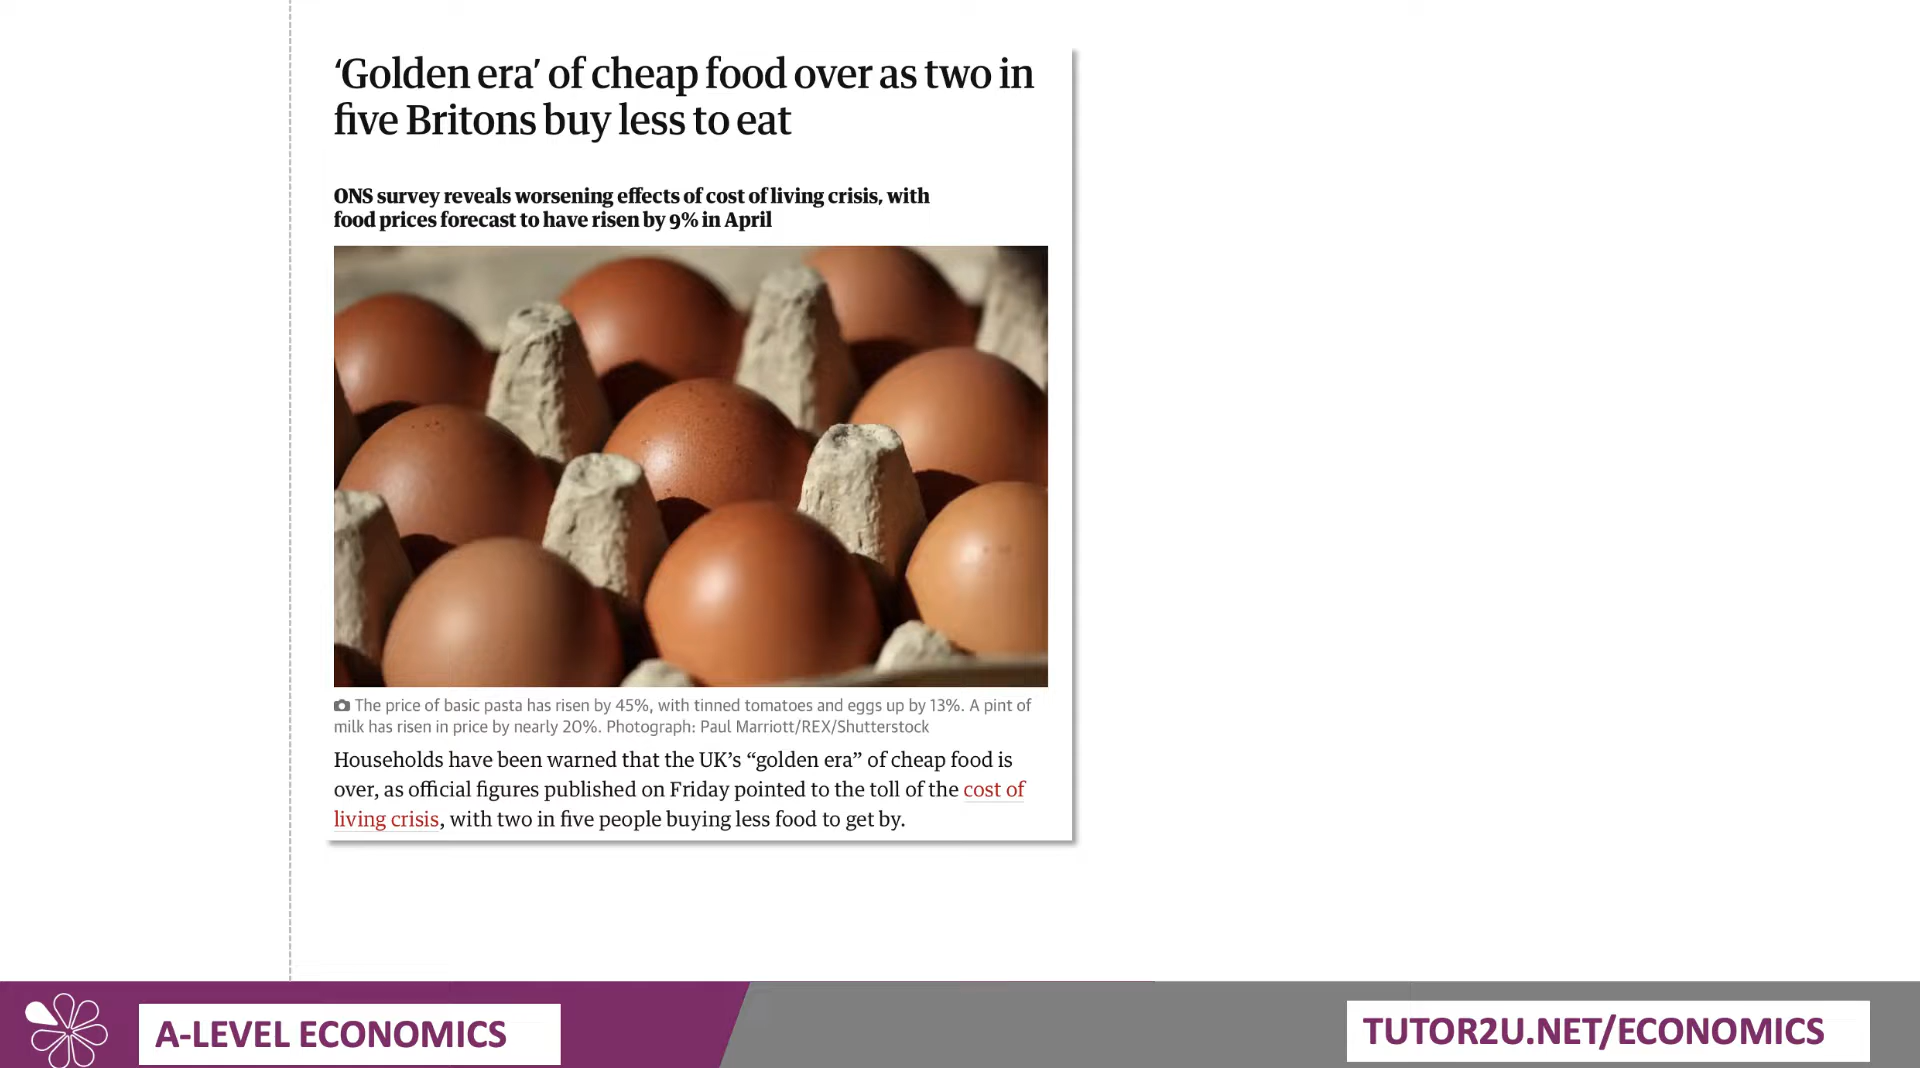 ‘Golden era’ of cheap food over as two in
five Britons buy less to eat
ONS survey reveals worsening effects of cost of living crisis, with
food prices forecast to have risen by 9% in April
The price of basic pasta has risen by 45%, with tinned tomatoes and eggs up by 13%. A pint of
milk has risen in price by nearly 20%. Photograph: Paul Marriott/REX/Shutterstock
Households have been warned that the UK’s “golden era” of cheap food is
over, as official figures published on Friday pointed to the toll of the cost of
living crisis, with two in five people buying less food to get by.
A-LEVEL ECONOMICS
TUTOR2U.NET/ECONOMICS